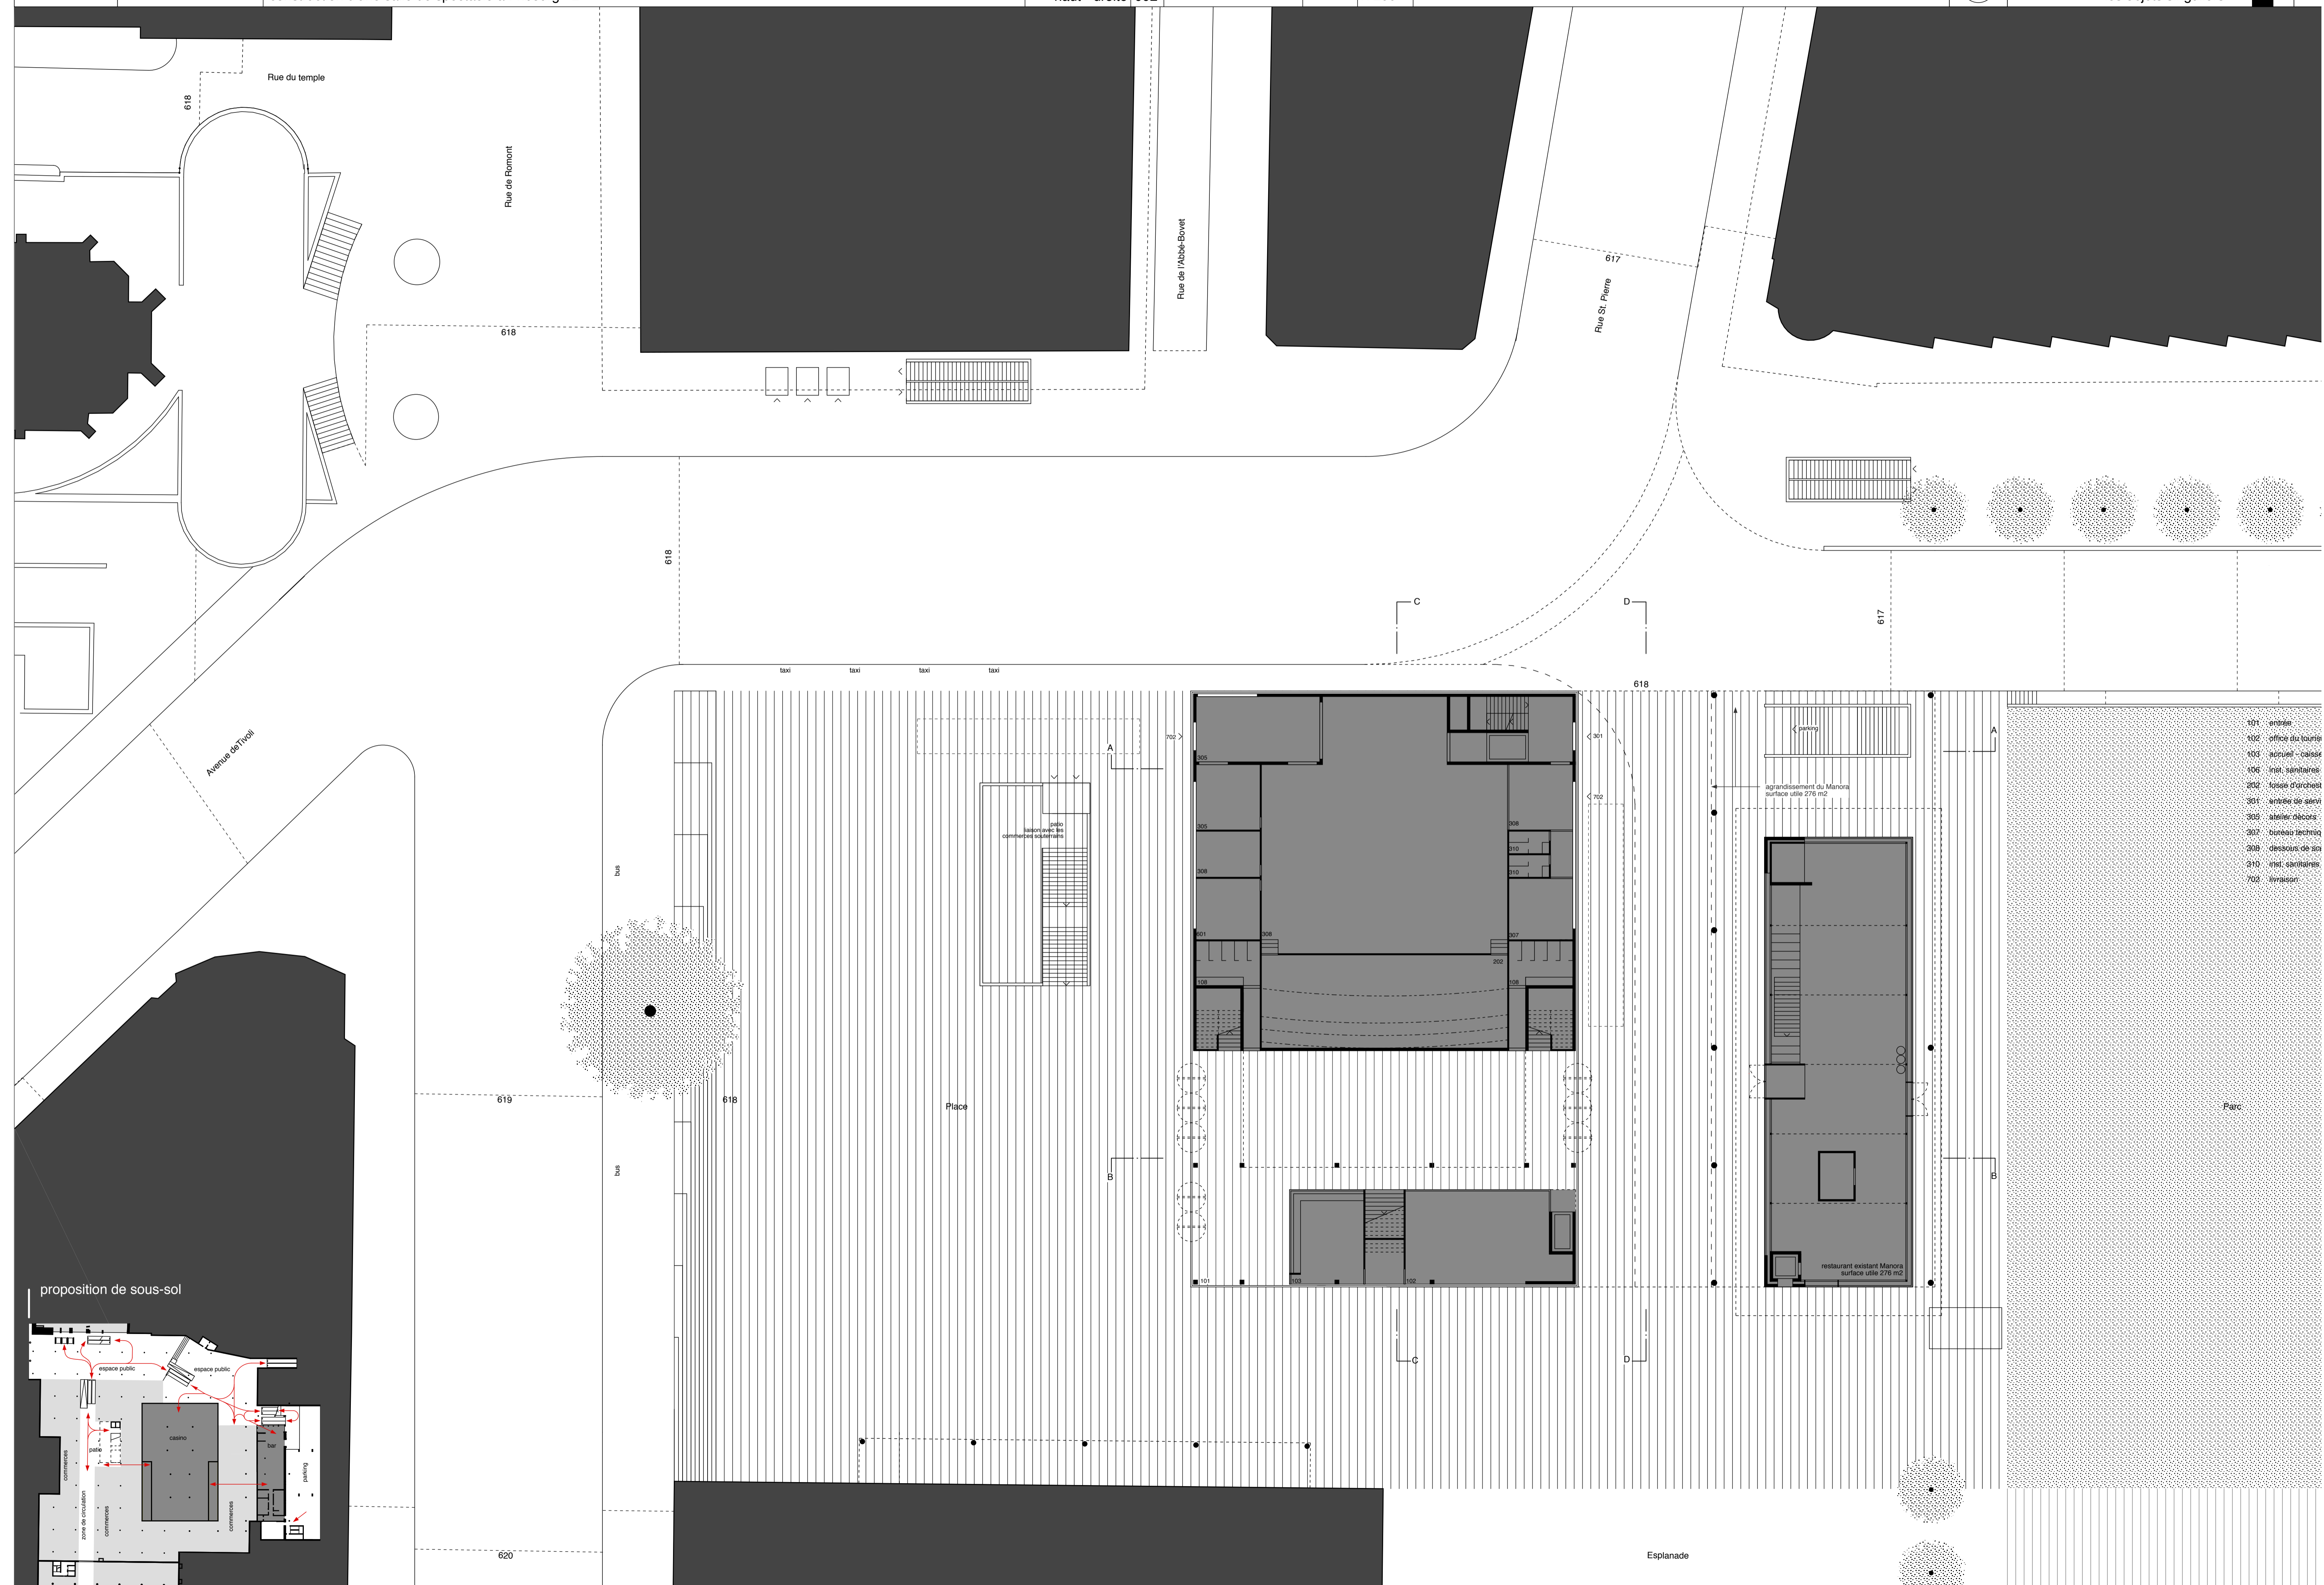 Rue du temple
618
Rue de Romont
Rue de l'Abbé-Bovet
617
Rue St. Pierre
618
618
617
C
D
618
taxi
taxi
taxi
taxi
Avenue deTivoli
702
A
305
301
702
parking
A
101 entrée
102 office du touris
103 accueil - caisse
106 inst. sanitaires
202 fosse d'orchest
301 entrée de servi
305 atelier décors
307 bureau techniq
308 dessous de sc
310 inst. sanitaires
702 livraison
agrandissement du Manora
surface utile 276 m2
patio
liaison avec les
commerces souterrains
305
308
310
308
310
bus
601
308
307
202
108
108
619
618
Place
Parc
bus
B
B
restaurant existant Manora
surface utile 276 m2
101
103
102
proposition de sous-sol
C
D
espace public
espace public
casino
bar
patio
commerces
parking
zone de circulation
commerces
commerces
620
Esplanade